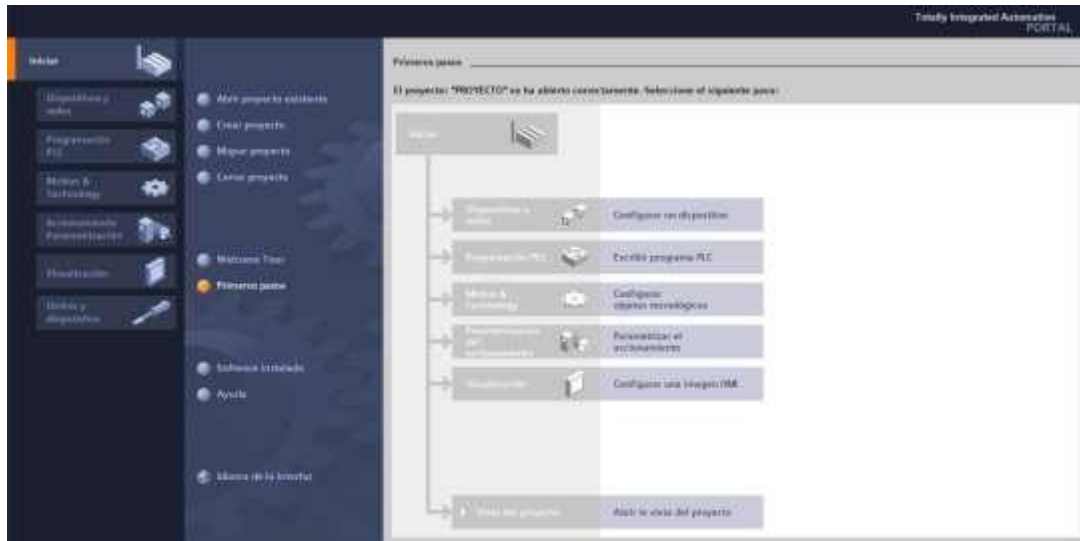 Totally Integrated Automation
PORTAL
Iniciar
Dispositivos y
redes
Programación
PLC
Motion &
Technology
Accionamiento
Parametrización
Visualización
Online y
diagnóstico
Abrir proyecto existente
Crear proyecto
Migrar proyecto
Cerrar proyecto
Welcome Tour
Primeros pasos
Software instalado
Ayuda
Idioma de la interfaz
Primeros pasos
El proyecto: "PROYECTO" se ha abierto correctamente. Seleccione el siguiente paso:
Iniciar
Dispositivos y
redes
Configurar un dispositivo
Programación PLC
Escribir programa PLC
Motion &
Technology
Configurar
objetos tecnológicos
Parametrización
del
accionamiento
Parametrizar el
accionamiento
Visualización
Configurar una imagen HMI
Vista del proyecto
Abrir la vista del proyecto